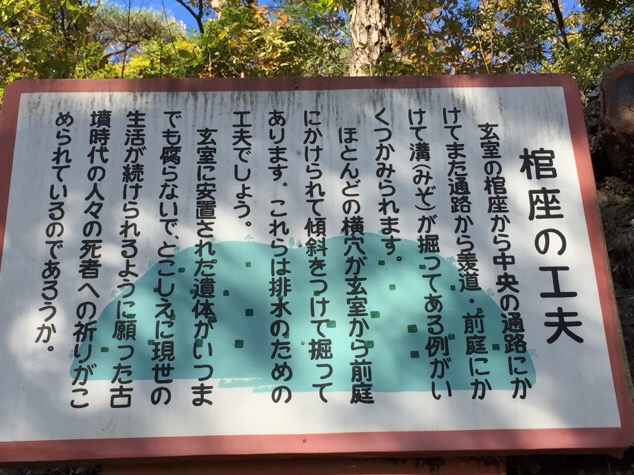 棺座の工夫
玄室の棺座から中央の通路にか
けてまた通路から羨道・前庭にか
けて溝(みぞ)が掘ってある例がい
くつかみられます。
ほとんどの横穴が玄室から前庭
にかけられて傾斜をつけて掘って
あります。これらは排水のための
工夫でしょう。
玄室に安置された遺体がいつま
でも腐らないで、とこしえに現世の
生活が続けられるように願った古
墳時代の人々の死者への祈りがこ
められているのであろうか。